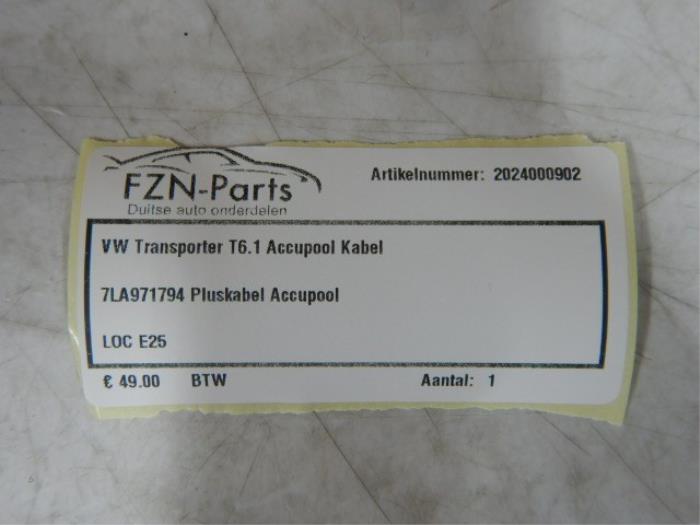 FZN-Parts
Duitse auto onderdelen
Artikelnummer: 2024000902
VW Transporter T6.1 Accupool Kabel
7LA971794 Pluskabel Accupool
LOC E25
€ 49.00 BTW Aantal: 1